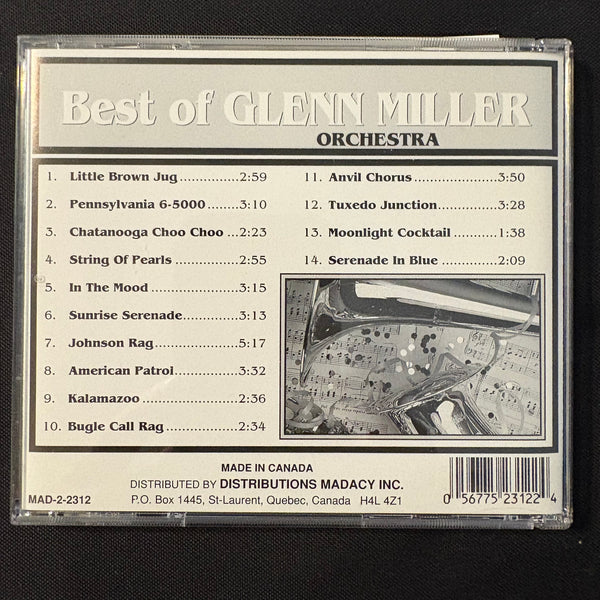 Best of GLENN MILLER
ORCHESTRA
1. Little Brown Jug..............2:59
2. Pennsylvania 6-5000.......3:10
3. Chatanooga Choo Choo ...2:23
4. String Of Pearls...............2:55
5. In The Mood...................3:15
6. Sunrise Serenade............3:13
7. Johnson Rag...................5:17
8. American Patrol..............3:32
9. Kalamazoo.....................2:36
10. Bugle Call Rag................2:34
11. Anvil Chorus..................3:50
12. Tuxedo Junction.............3:28
13. Moonlight Cocktail..........1:38
14. Serenade In Blue............2:09
MADE IN CANADA
DISTRIBUTED BY DISTRIBUTIONS MADACY INC.
MAD-2-2312 P.O. Box 1445, St-Laurent, Quebec, Canada H4L 4Z1
0 56775 23122 4